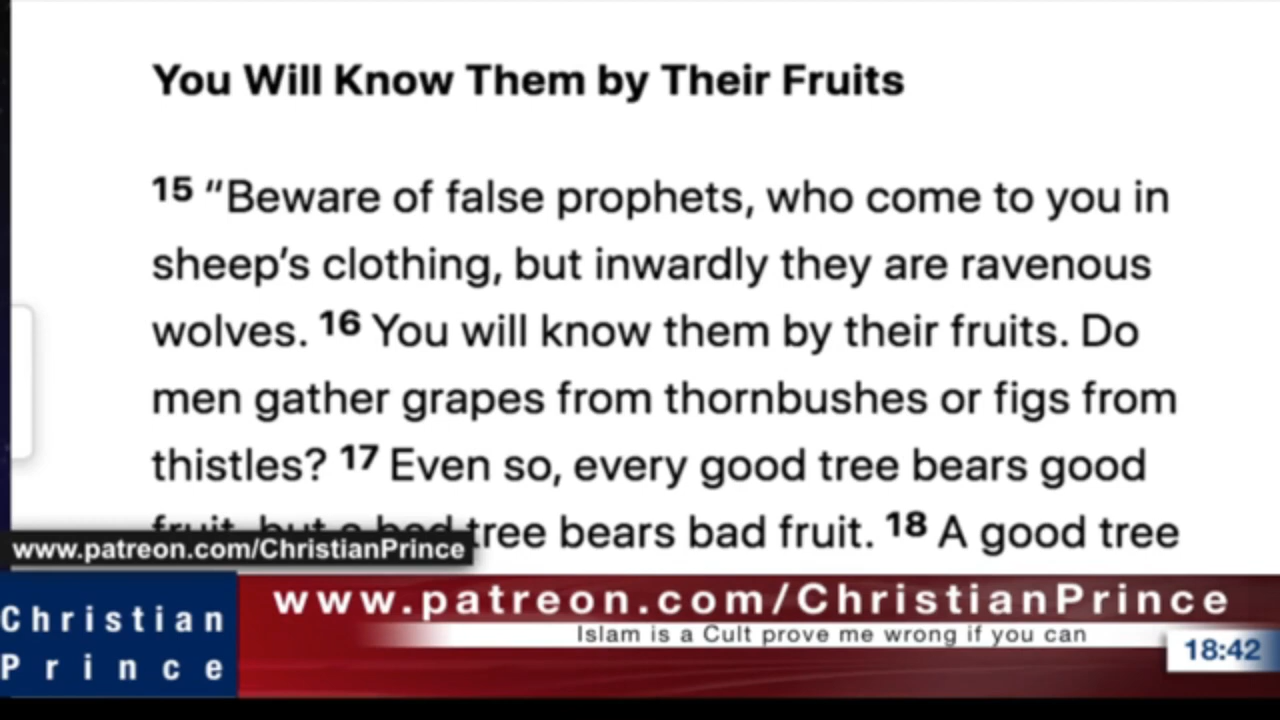 You Will Know Them by Their Fruits
15 “Beware of false prophets, who come to you in
sheep’s clothing, but inwardly they are ravenous
wolves. 16 You will know them by their fruits. Do
men gather grapes from thornbushes or figs from
thistles? 17 Even so, every good tree bears good
fruit, but a bad tree bears bad fruit. 18 A good tree
www.patreon.com/ChristianPrince
Christian
Prince
www.patreon.com/ChristianPrince
Islam is a Cult prove me wrong if you can
18:42